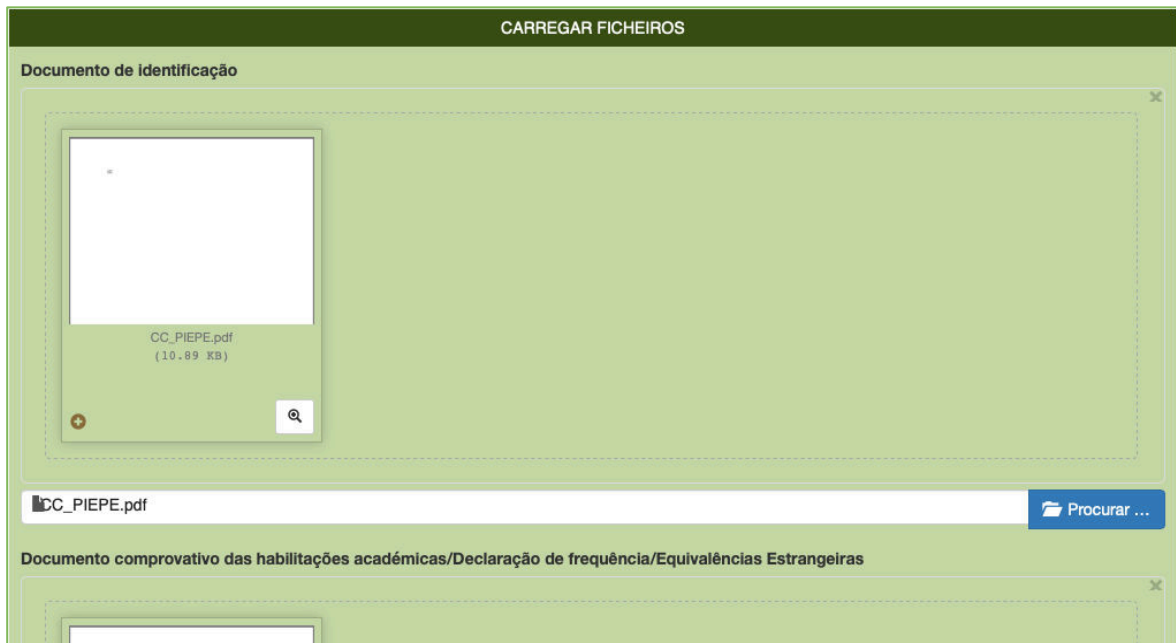 CARREGAR FICHEIROS
Documento de identificação
CC_PIEPE.pdf
(10.89 KB)
CC_PIEPE.pdf
Procurar ...
Documento comprovativo das habilitações académicas/Declaração de frequência/Equivalências Estrangeiras